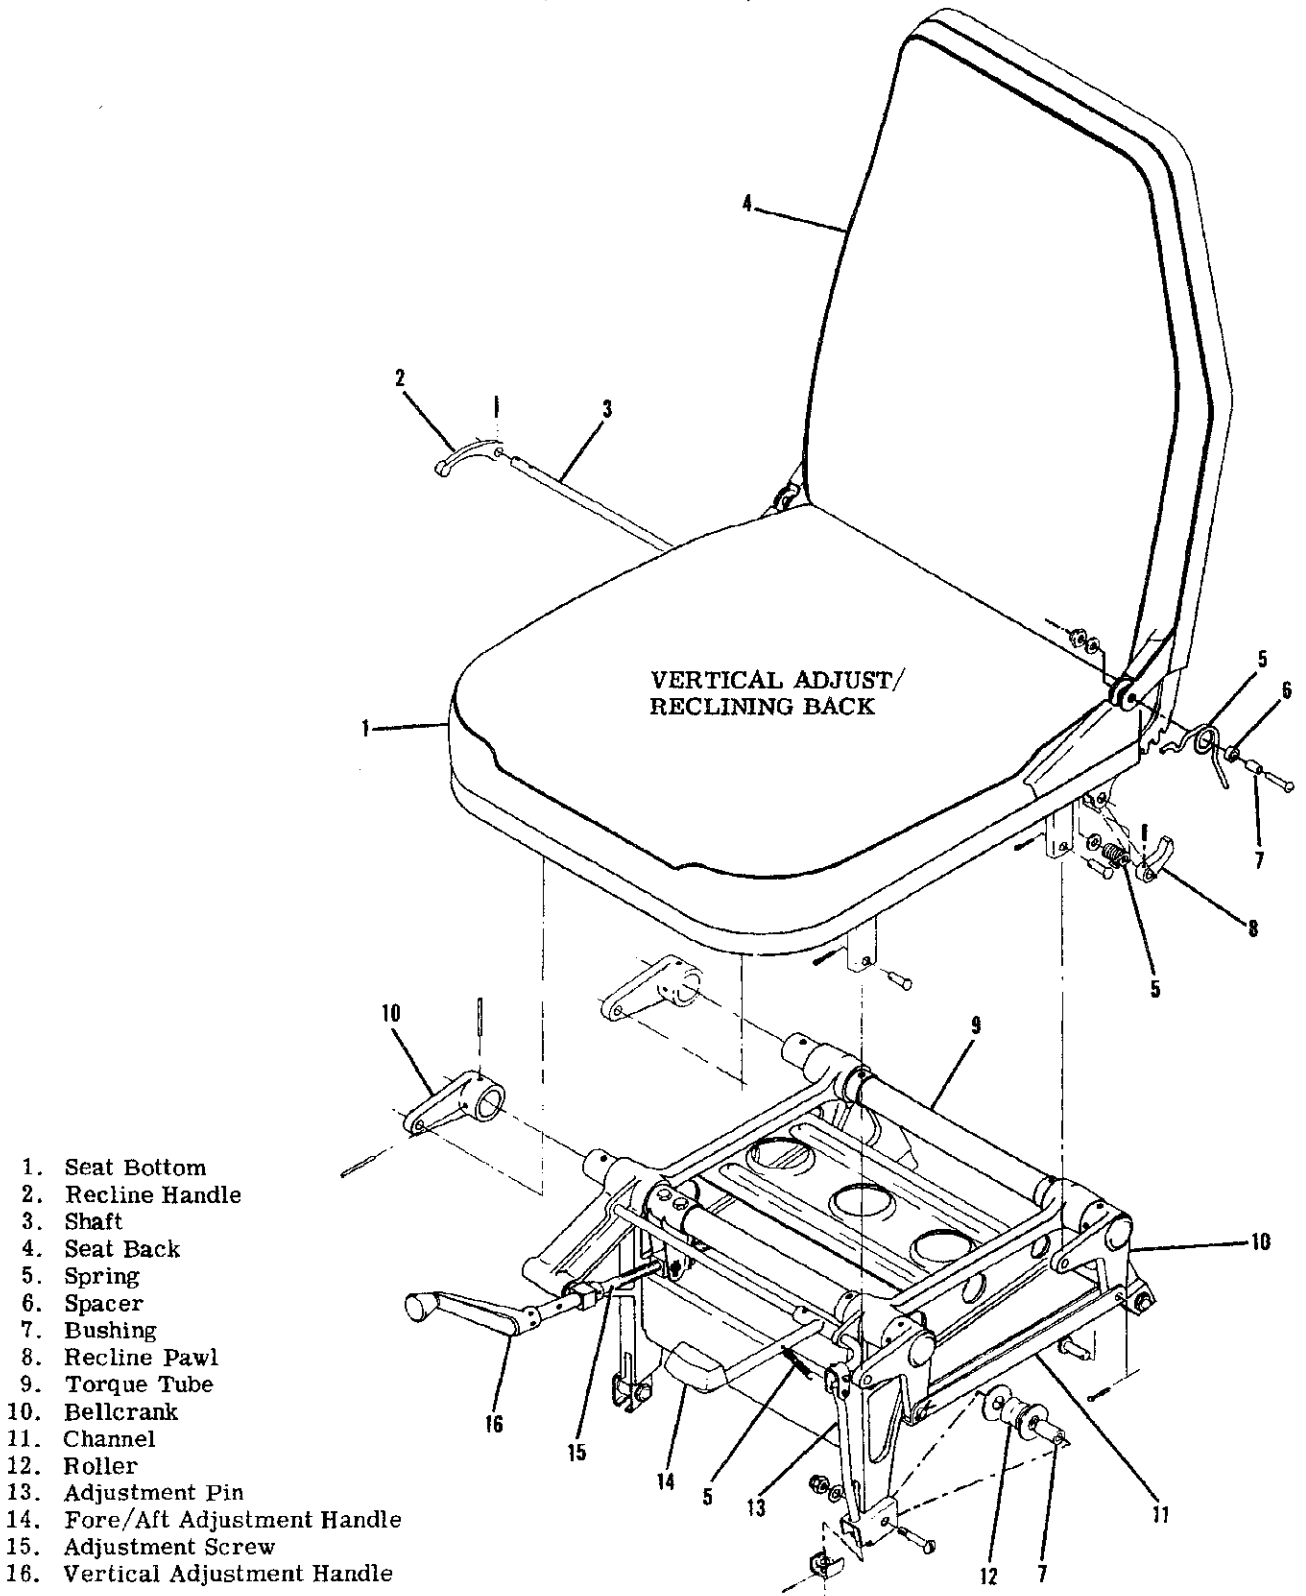 4
2
3
VERTICAL ADJUST/
RECLINING BACK
5
6
1
7
8
5
10
9
10
16
15
14
5
13
12
7
11
1. Seat Bottom
2. Recline Handle
3. Shaft
4. Seat Back
5. Spring
6. Spacer
7. Bushing
8. Recline Pawl
9. Torque Tube
10. Bellcrank
11. Channel
12. Roller
13. Adjustment Pin
14. Fore/Aft Adjustment Handle
15. Adjustment Screw
16. Vertical Adjustment Handle